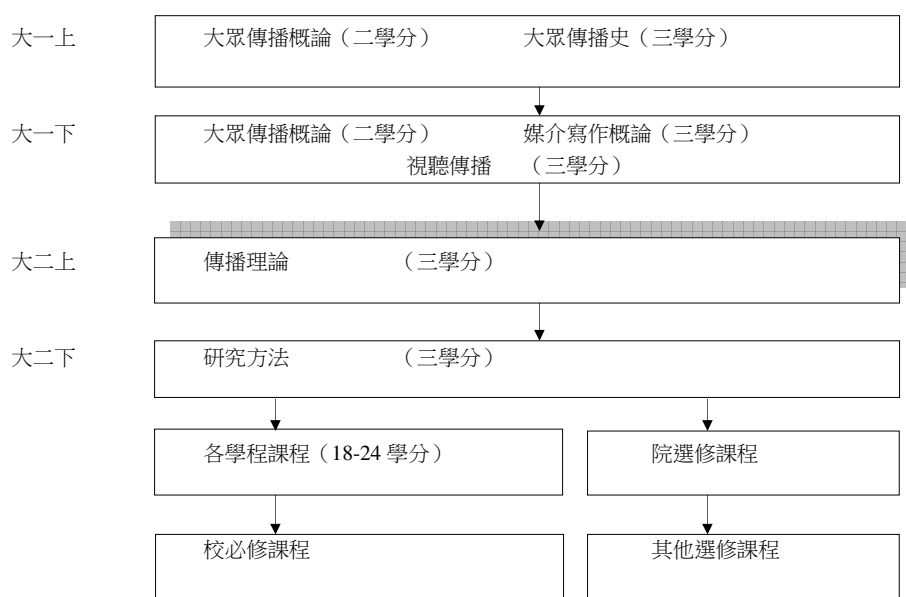 大一上 大眾傳播概論（二學分） 大眾傳播史（三學分）
大一下 大眾傳播概論（二學分） 媒介寫作概論（三學分）
視聽傳播 （三學分）
大二上 傳播理論 （三學分）
大二下 研究方法 （三學分）
各學程課程（18-24 學分） 院選修課程
校必修課程 其他選修課程